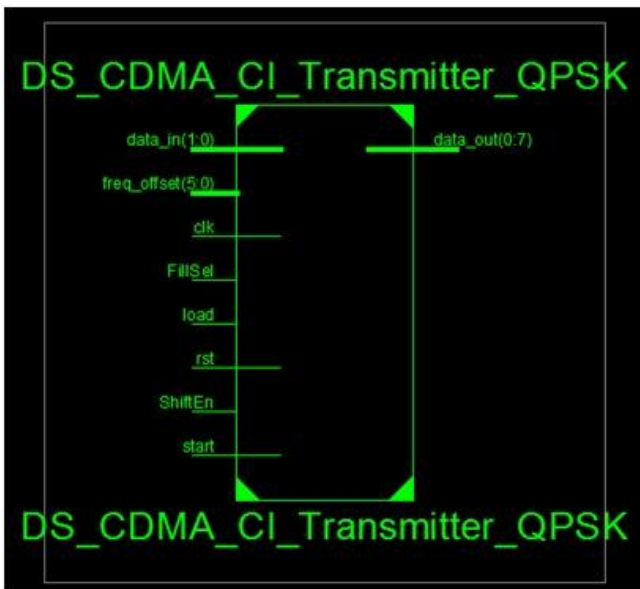 DS_CDMA_CI_Transmitter_QPSK
data_in(1:0)
data_out(0:7)
freq_offset(5:0)
clk
FillSel
load
rst
ShiftEn
start
DS_CDMA_CI_Transmitter_QPSK